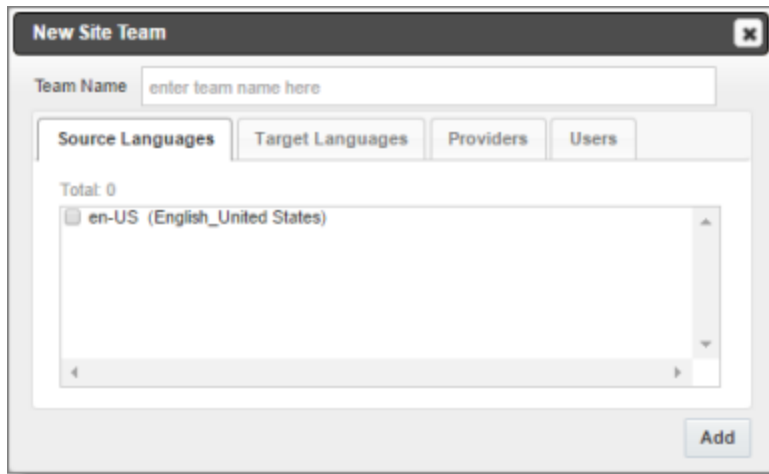 New Site Team
Team Name enter team name here
Source Languages Target Languages Providers Users
Total: 0
en-US (English_United States)
Add